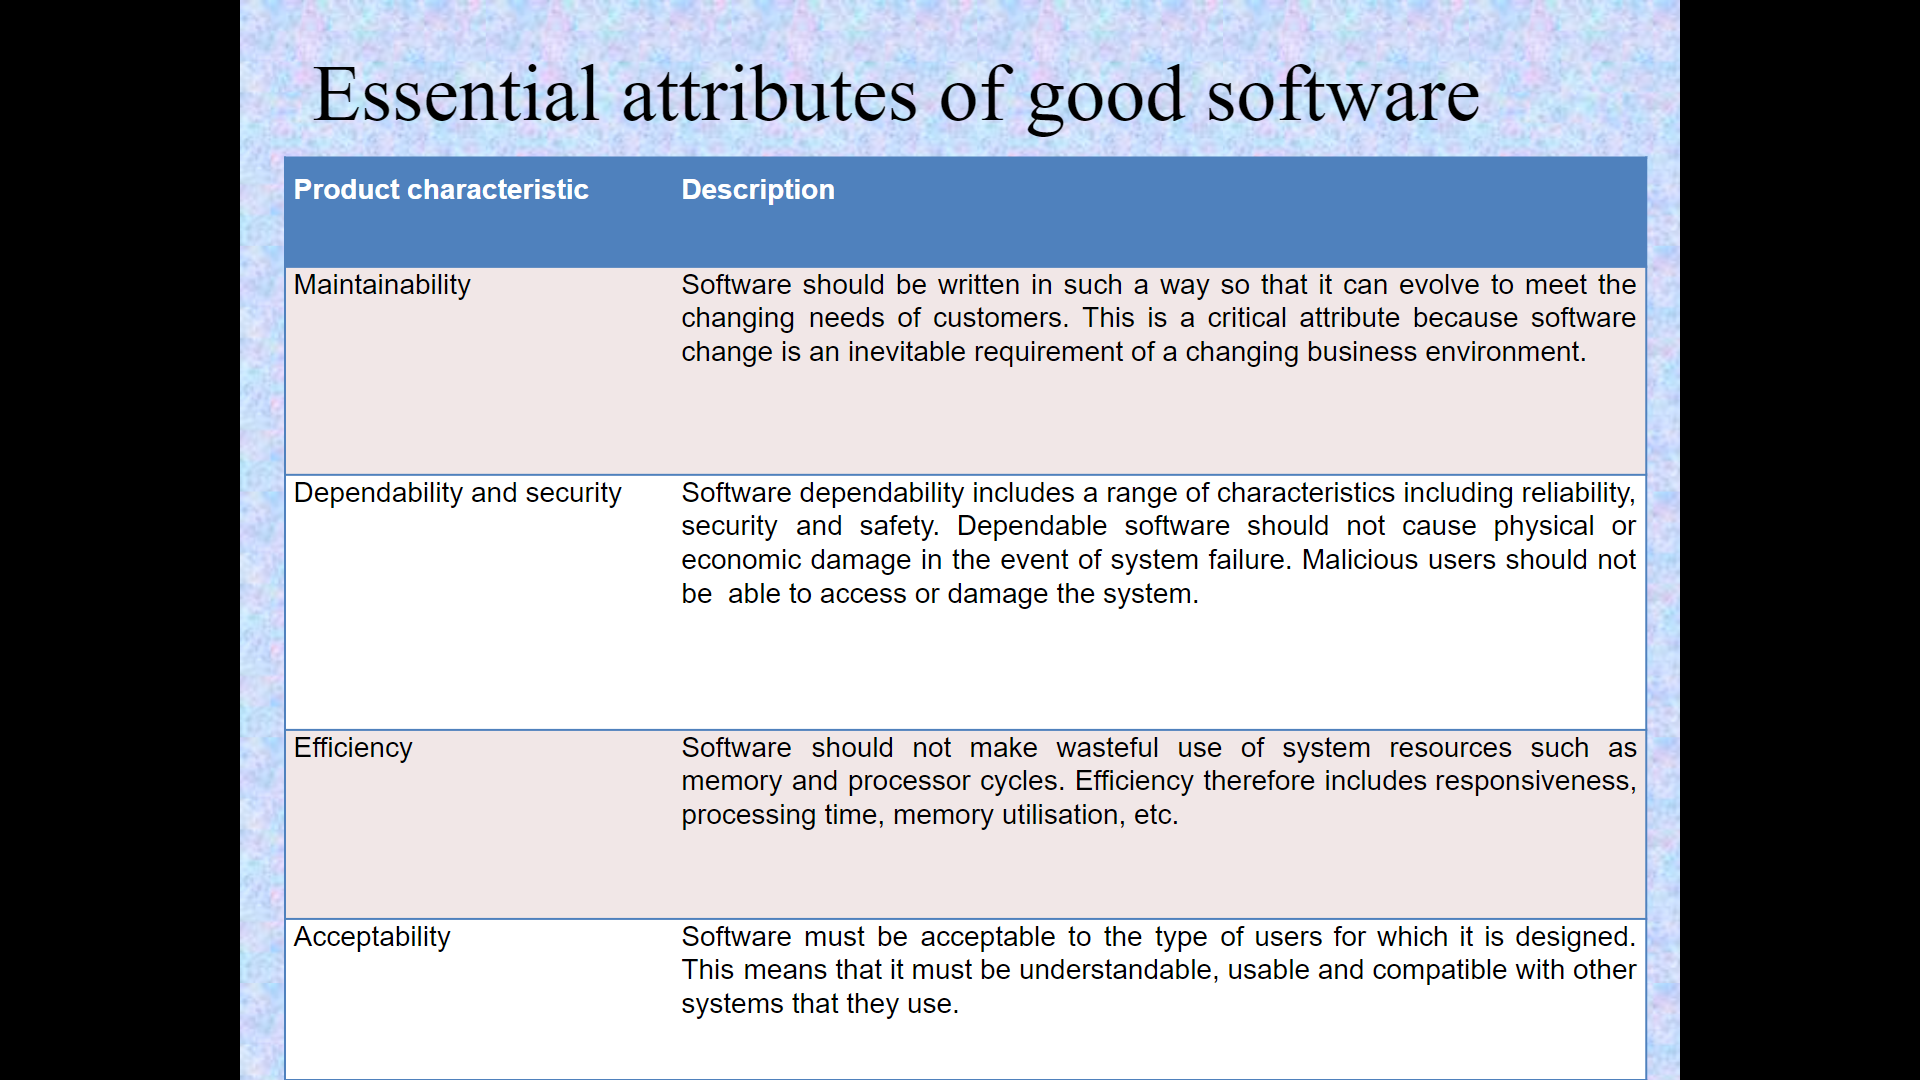 Essential attributes of good software
Product characteristic
Description
Maintainability
Software should be written in such a way so that it can evolve to meet the
changing needs of customers. This is a critical attribute because software
change is an inevitable requirement of a changing business environment.
Dependability and security
Software dependability includes a range of characteristics including reliability,
security and safety. Dependable software should not cause physical or
economic damage in the event of system failure. Malicious users should not
be  able to access or damage the system.
Efficiency
Software should not make wasteful use of system resources such as
memory and processor cycles. Efficiency therefore includes responsiveness,
processing time, memory utilisation, etc.
Acceptability
Software must be acceptable to the type of users for which it is designed.
This means that it must be understandable, usable and compatible with other
systems that they use.